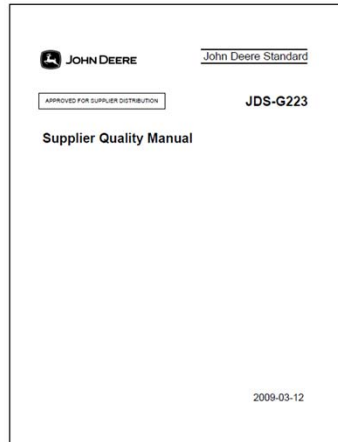 JOHN DEERE
John Deere Standard
APPROVED FOR SUPPLIER DISTRIBUTION
JDS-G223
Supplier Quality Manual
2009-03-12